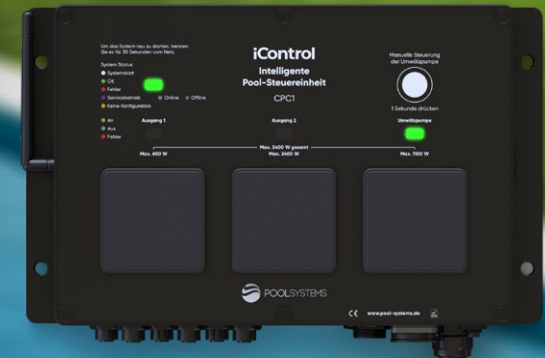 Um das System neu zu starten, trennen
Sie es für 30 Sekunden vom Netz.
System Status
Systemstart
OK
Fehler
Servicebetrieb
Online
Offline
Keine Konfiguration
iControl
Intelligente
Pool-Steuereinheit
CPC1
Manuelle Steuerung
der Umwälzpumpe
1 Sekunde drücken
An
Aus
Fehler
Ausgang 1
Ausgang 2
Umwälzpumpe
Max. 3400 W gesamt
Max. 600 W
Max. 2400 W
Max. 1100 W
POOLSYSTEMS
CE
www.pool-systems.de